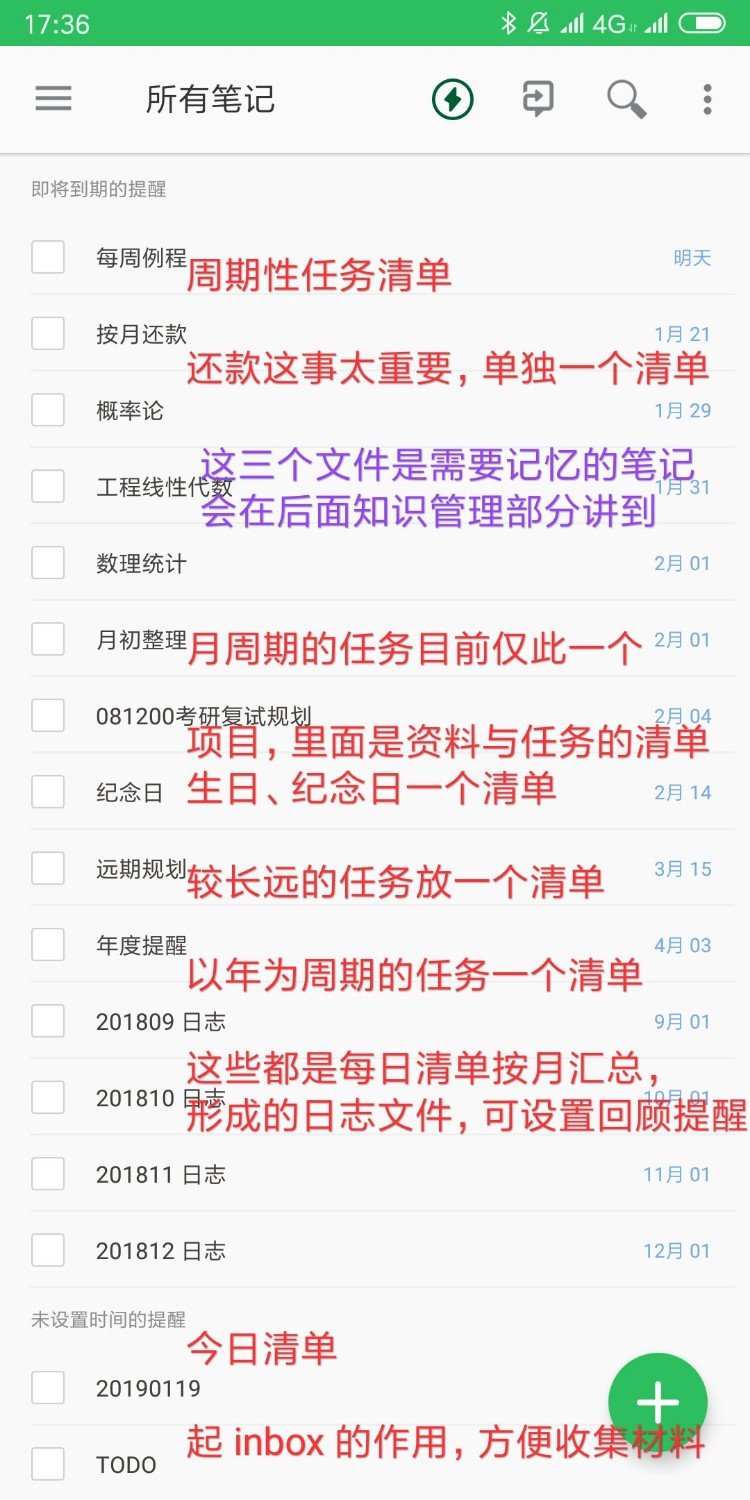 17:36
4G
所有笔记
即将到期的提醒
每周例程
明天
周期性任务清单
按月还款
1月 21
还款这事太重要，单独一个清单
概率论
1月 29
这三个文件是需要记忆的笔记
工程线性代数
1月 31
会在后面知识管理部分讲到
数理统计
2月 01
月初整理
2月 01
月周期的任务目前仅此一个
081200考研复试规划
2月 04
项目，里面是资料与任务的清单
纪念日
2月 14
生日、纪念日一个清单
远期规划
3月 15
较长远的任务放一个清单
年度提醒
4月 03
以年为周期的任务一个清单
201809 日志
9月 01
这些都是每日清单按月汇总，
201810 日志
10月 01
形成的日志文件，可设置回顾提醒
201811 日志
11月 01
201812 日志
12月 01
未设置时间的提醒
今日清单
20190119
起 inbox 的作用，方便收集材料
TODO